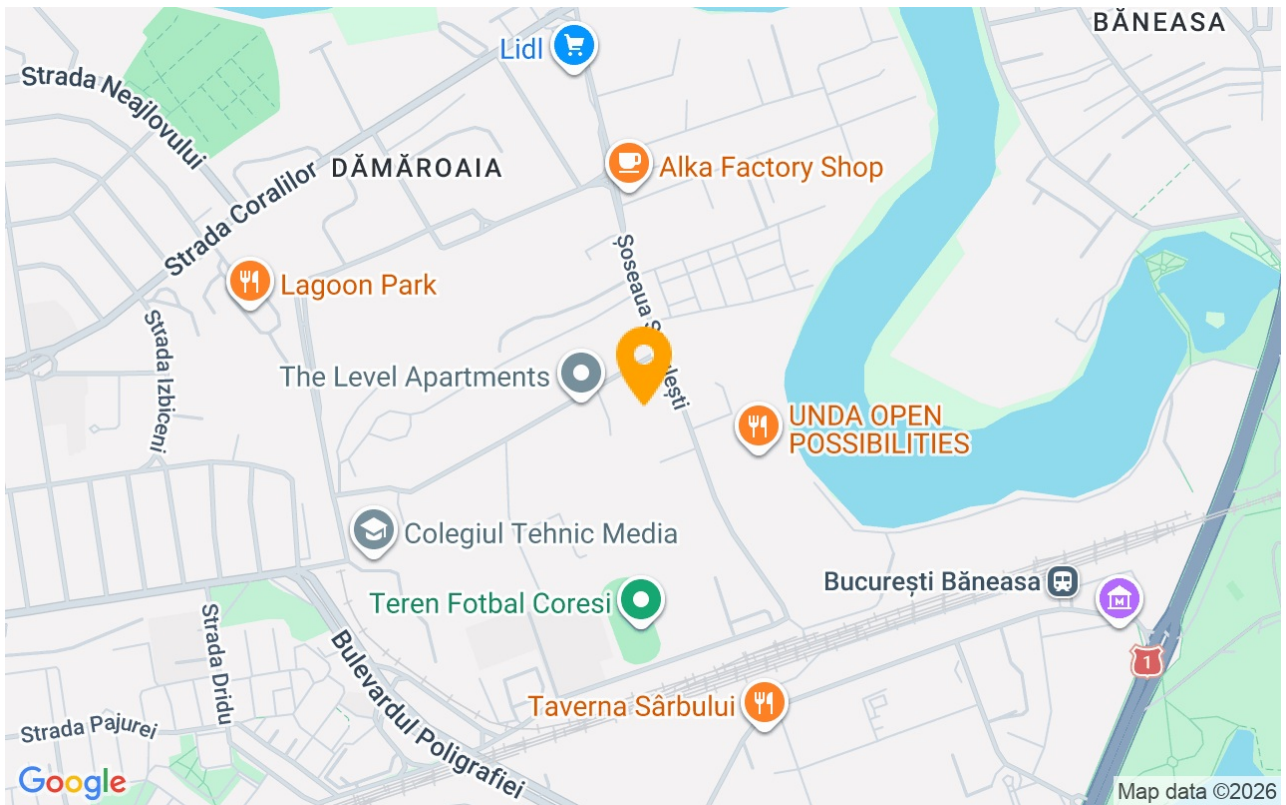 BĂNEASA
Lidl
Strada Neajlovului
Alka Factory Shop
DĂMĂROAIA
Strada Coralilor
Șoseaua
Lagoon Park
Strada Izbiceni
The Level Apartments
UNDA OPEN
POSSIBILITIES
Colegiul Tehnic Media
București Băneasa
M
Teren Fotbal Coresi
Strada Dridu
Bulevardul Poligrafiei
1
Taverna Sârbului
Strada Pajurei
Google
Map data ©2026